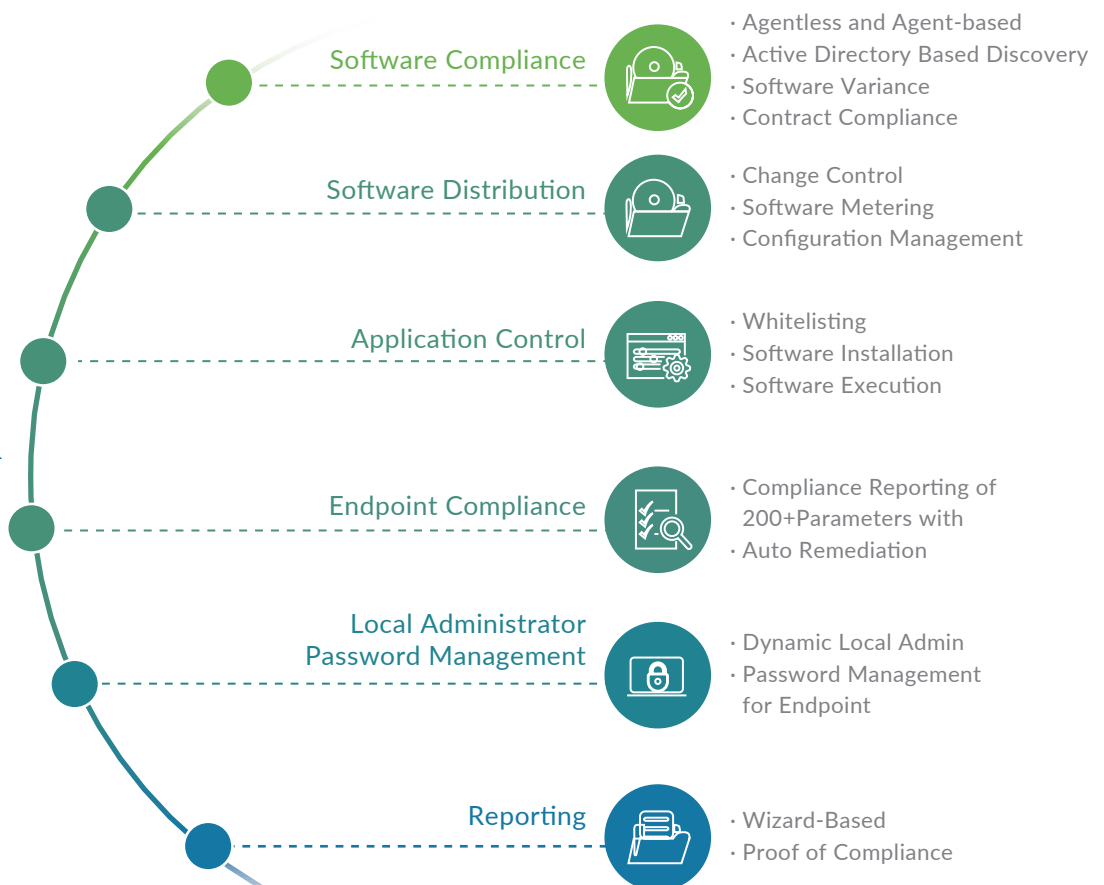 Software Compliance
· Agentless and Agent-based
· Active Directory Based Discovery
· Software Variance
· Contract Compliance
Software Distribution
· Change Control
· Software Metering
· Configuration Management
Application Control
· Whitelisting
· Software Installation
· Software Execution
Endpoint Compliance
· Compliance Reporting of
200+Parameters with
· Auto Remediation
Local Administrator
Password Management
· Dynamic Local Admin
· Password Management
for Endpoint
Reporting
· Wizard-Based
· Proof of Compliance